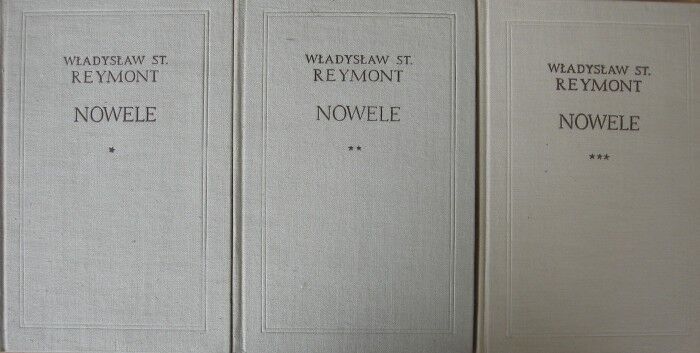 WŁADYSŁAW ST.
REYMONT
NOWELE
*
WŁADYSŁAW ST.
REYMONT
NOWELE
**
WŁADYSŁAW ST.
REYMONT
NOWELE
***